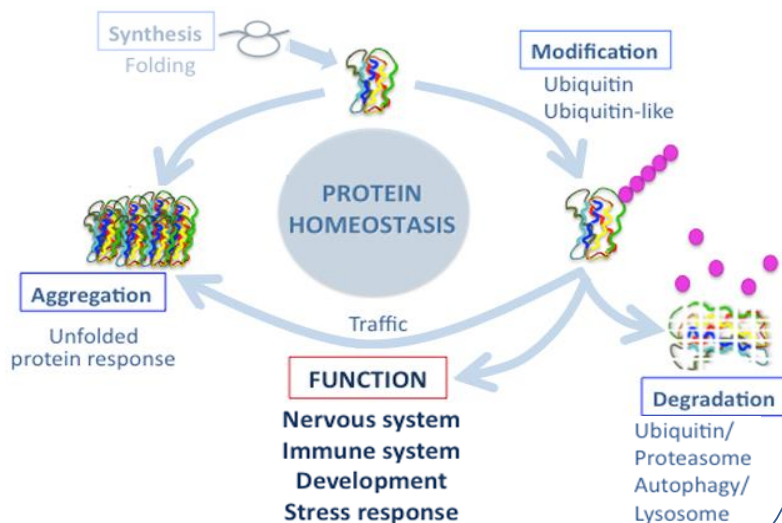 Synthesis
Folding
Modification
Ubiquitin
Ubiquitin-like
PROTEIN
HOMEOSTASIS
Aggregation
Unfolded
protein response
Traffic
FUNCTION
Nervous system
Immune system
Development
Stress response
Degradation
Ubiquitin/
Proteasome
Autophagy/
Lysosome